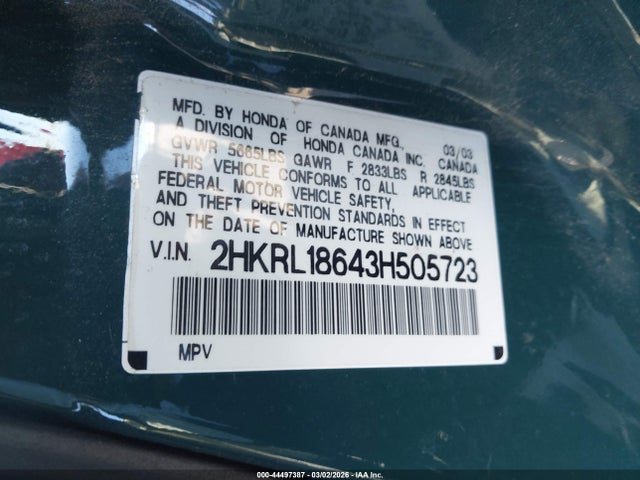 MFD. BY HONDA OF CANADA MFG., 03/03
A DIVISION OF HONDA CANADA INC. CANADA
GVWR 5665LBS GAWR F 2833LBS R 2845LBS
THIS VEHICLE CONFORMS TO ALL APPLICABLE
FEDERAL MOTOR VEHICLE SAFETY,
AND THEFT PREVENTION STANDARDS IN EFFECT
ON THE DATE OF MANUFACTURE SHOWN ABOVE
V.I.N. 2HKRL18643H505723
MPV
000-44497387 - 03/02/2026 - IAA Inc.